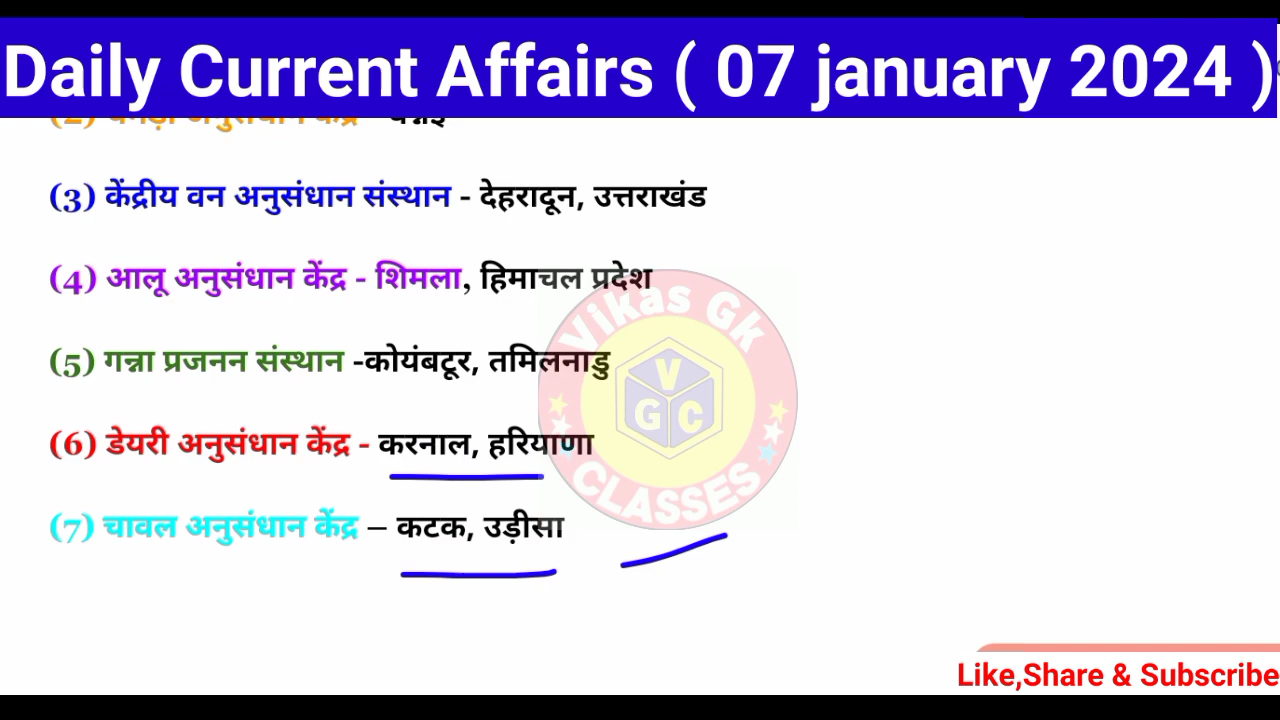 Daily Current Affairs ( 07 january 2024 )
(3) केंद्रीय वन अनुसंधान संस्थान - देहरादून, उत्तराखंड
(4) आलू अनुसंधान केंद्र - शिमला, हिमाचल प्रदेश
(5) गन्ना प्रजनन संस्थान -कोयंबटूर, तमिलनाडु
(6) डेयरी अनुसंधान केंद्र - करनाल, हरियाणा
(7) चावल अनुसंधान केंद्र – कटक, उड़ीसा
Vikas Gk
V
G C
CLASSES
Like,Share & Subscribe